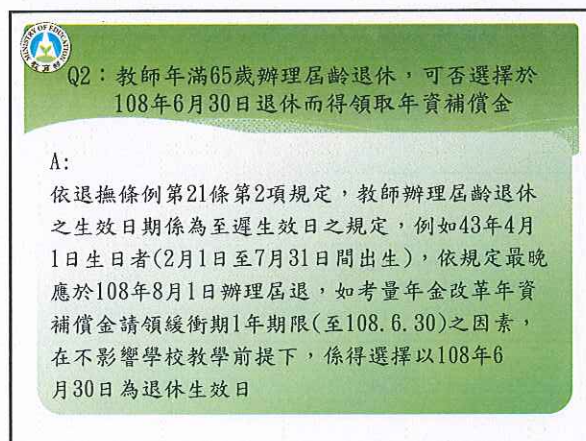 MINISTRY OF EDUCATION
教育部
Q2：教師年滿65歲辦理屆齡退休，可否選擇於
108年6月30日退休而得領取年資補償金
A:
依退撫條例第21條第2項規定，教師辦理屆齡退休
之生效日期係為至遲生效日之規定，例如43年4月
1日生日者(2月1日至7月31日間出生)，依規定最晚
應於108年8月1日辦理屆退，如考量年金改革年資
補償金請領緩衝期1年期限(至108.6.30)之因素，
在不影響學校教學前提下，係得選擇以108年6
月30日為退休生效日